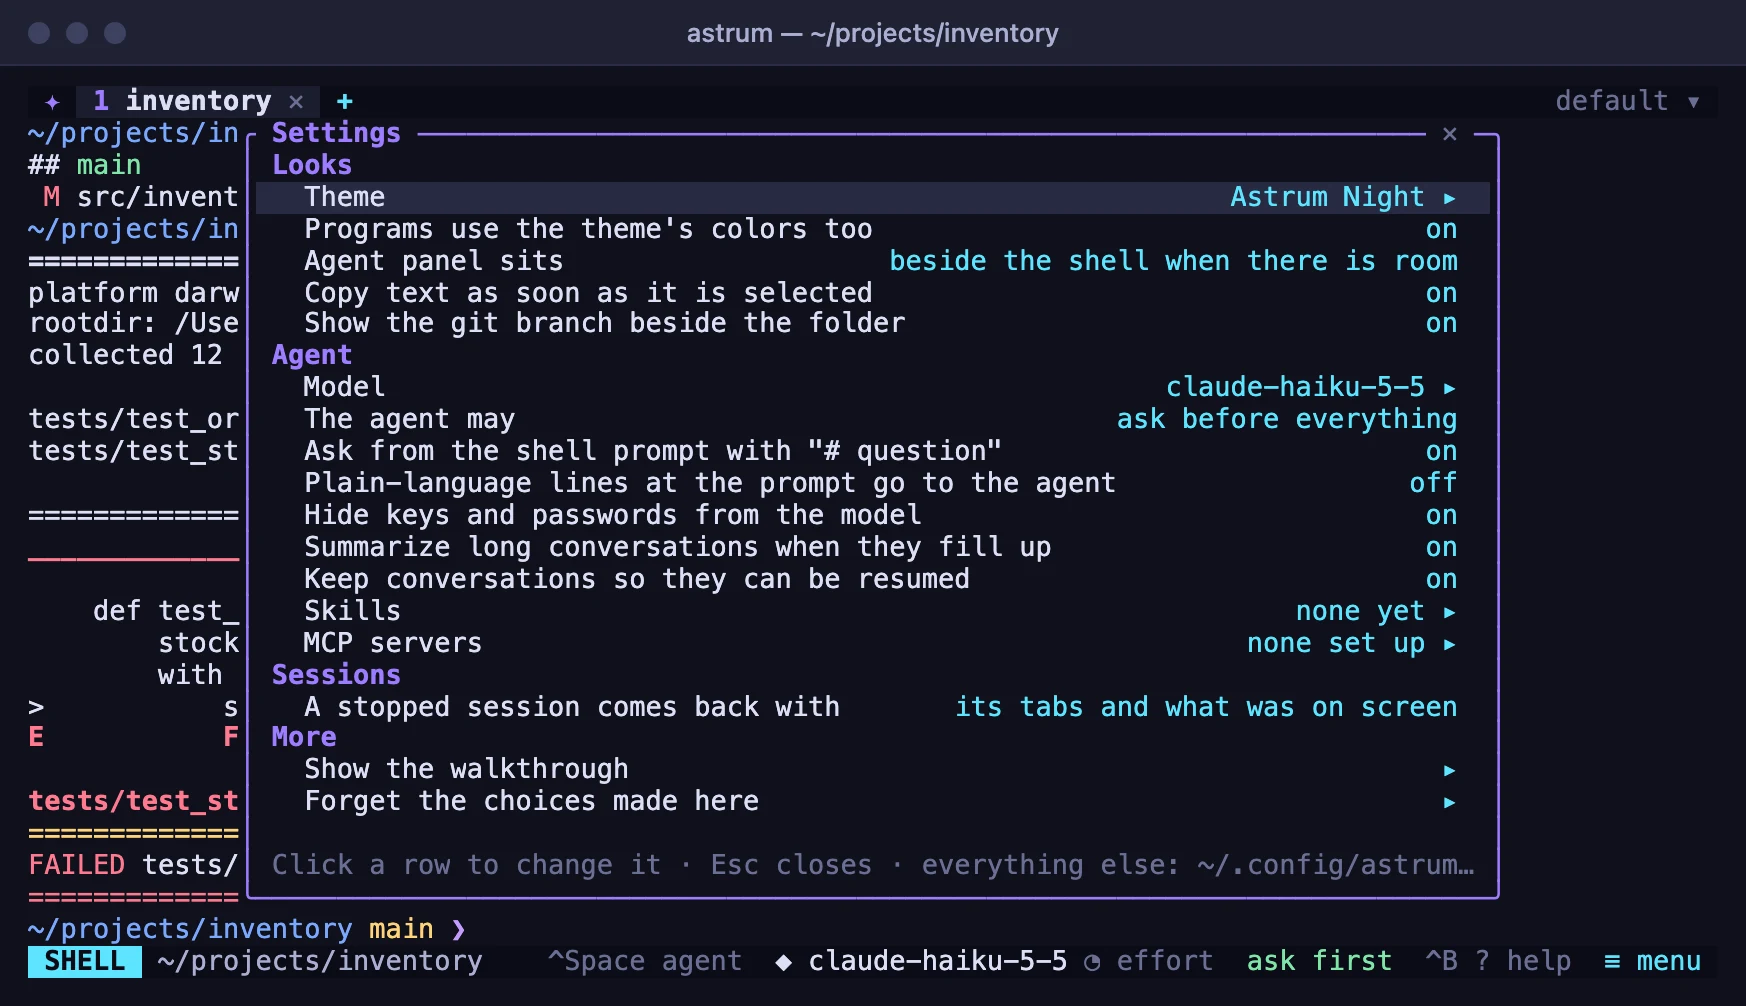 astrum — ~/projects/inventory
✦ 1 inventory × + default ▾
~/projects/in Settings ×
## main Looks
M src/invent Theme Astrum Night ▸
~/projects/in Programs use the theme's colors too on
============= Agent panel sits beside the shell when there is room
platform darw Copy text as soon as it is selected on
rootdir: /Use Show the git branch beside the folder on
collected 12 Agent
Model claude-haiku-5-5 ▸
tests/test_or The agent may ask before everything
tests/test_st Ask from the shell prompt with "# question" on
Plain-language lines at the prompt go to the agent off
============= Hide keys and passwords from the model on
Summarize long conversations when they fill up on
Keep conversations so they can be resumed on
def test_ Skills none yet ▸
stock MCP servers none set up ▸
with Sessions
> s A stopped session comes back with its tabs and what was on screen
E F More
Show the walkthrough ▸
tests/test_st Forget the choices made here ▸
=============
FAILED tests/ Click a row to change it · Esc closes · everything else: ~/.config/astrum…
=============
~/projects/inventory main ❯
SHELL ~/projects/inventory ^Space agent ◆ claude-haiku-5-5 ◔ effort ask first ^B ? help ≡ menu